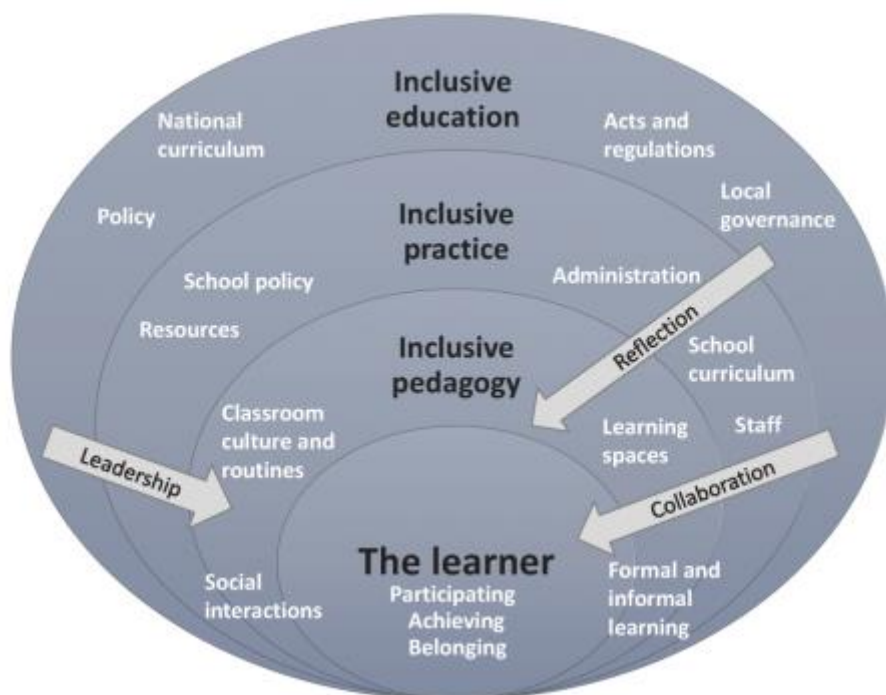 Inclusive
education
National
curriculum
Acts and
regulations
Policy
Local
governance
Inclusive
practice
School policy
Administration
Resources
Reflection
School
curriculum
Inclusive
pedagogy
Classroom
culture and
routines
Learning
spaces
Staff
Leadership
Collaboration
The learner
Participating
Achieving
Belonging
Social
interactions
Formal and
informal
learning